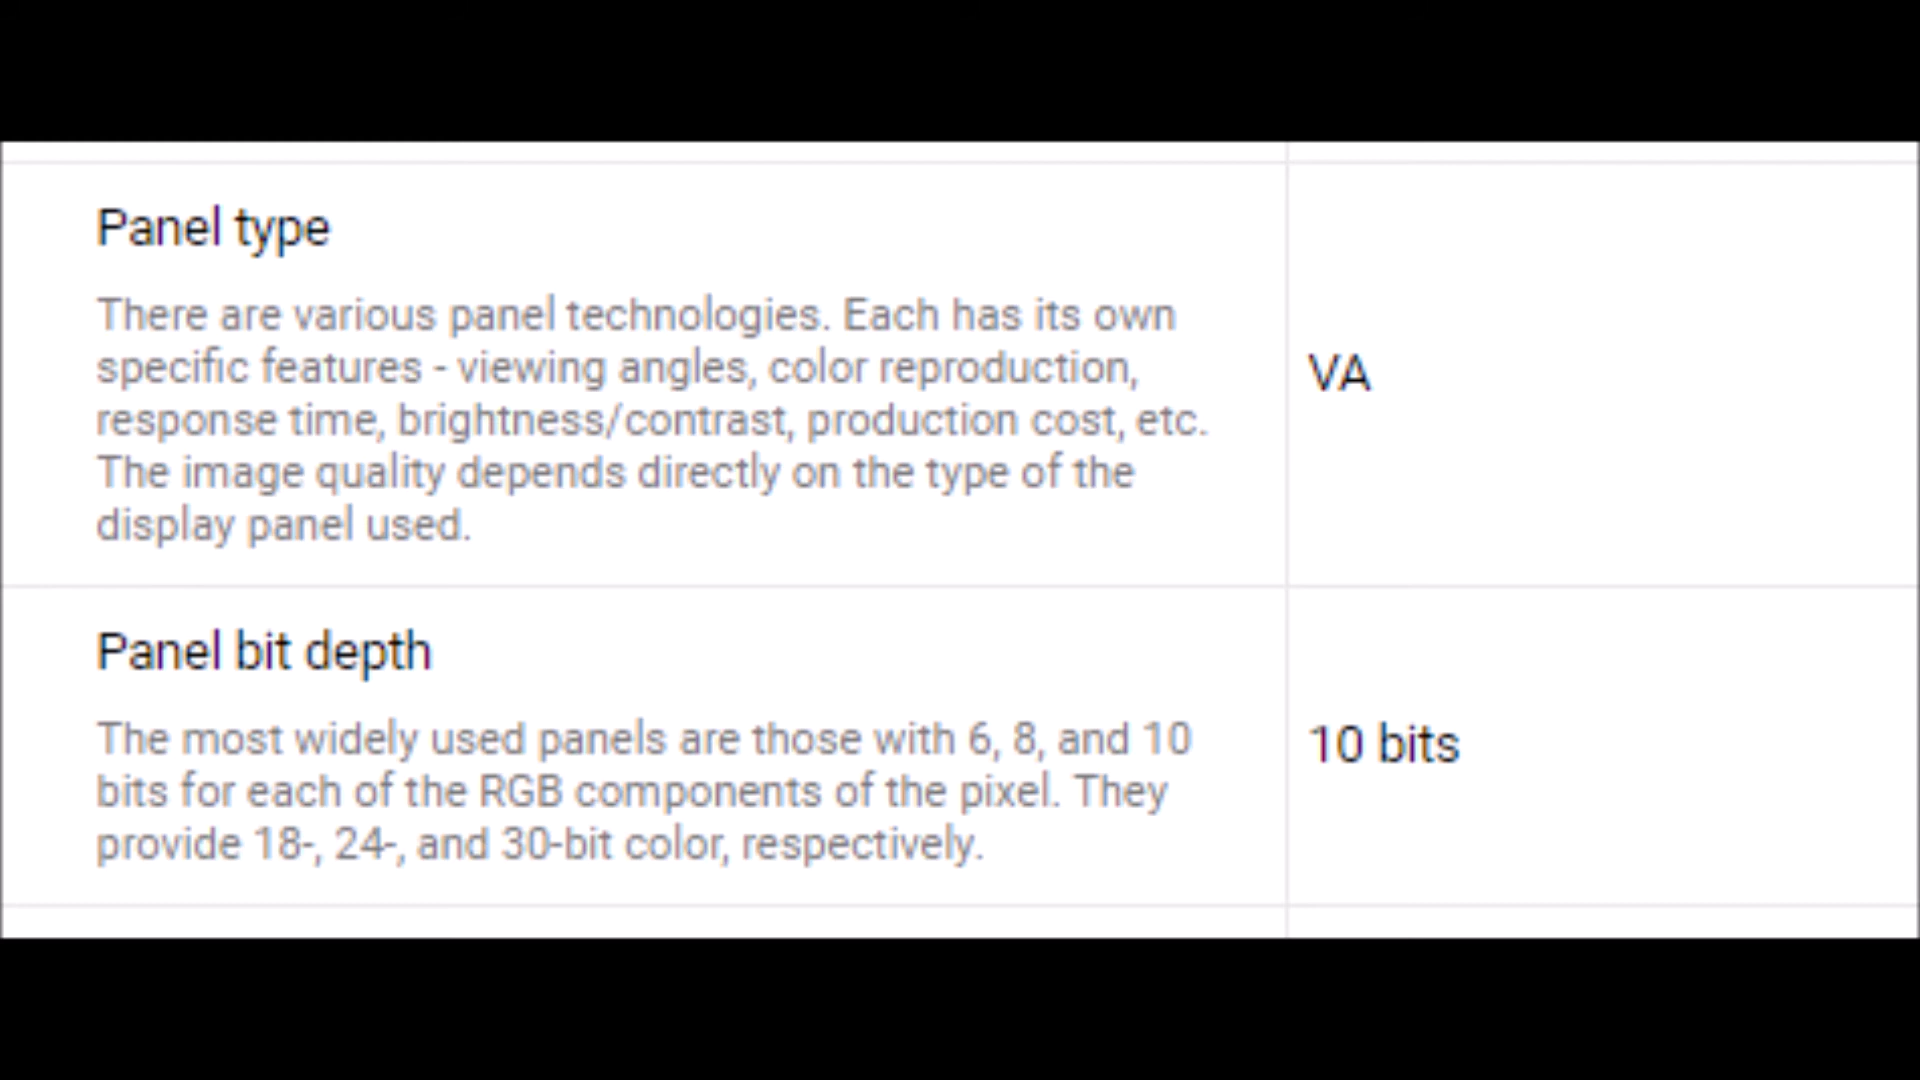 Panel type
There are various panel technologies. Each has its own
specific features - viewing angles, color reproduction,
response time, brightness/contrast, production cost, etc.
The image quality depends directly on the type of the
display panel used.
VA
Panel bit depth
The most widely used panels are those with 6, 8, and 10
bits for each of the RGB components of the pixel. They
provide 18-, 24-, and 30-bit color, respectively.
10 bits